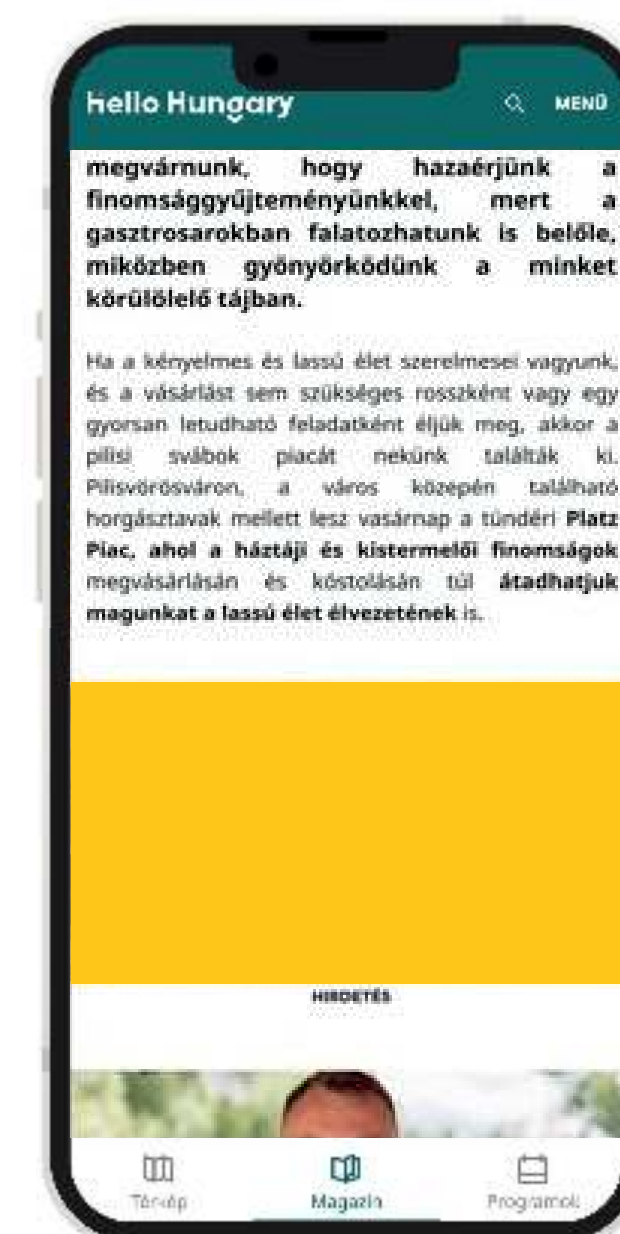 Hello Hungary MENÜ
megvárnunk, hogy hazaérjünk a
finomsággyűjteményünkkel, mert a
gasztrosarokban falatozhatunk is belőle,
miközben gyönyörködünk a minket
körülölelő tájban.
Ha a kényelmes és lassú élet szerelmesei vagyunk,
és a vásárlást sem szükséges rosszként vagy egy
gyorsan letudható feladatként éljük meg, akkor a
pilisi svábok piacát nekünk találták ki.
Pilisvörösváron, a város közepén található
horgásztavak mellett lesz vasárnap a tündéri Platz
Piac, ahol a háztáji és kistermelői finomságok
megvásárlásán és kóstolásán túl átadhatjuk
magunkat a lassú élet élvezetének is.
HIRDETÉS
Térkép Magazin Programok